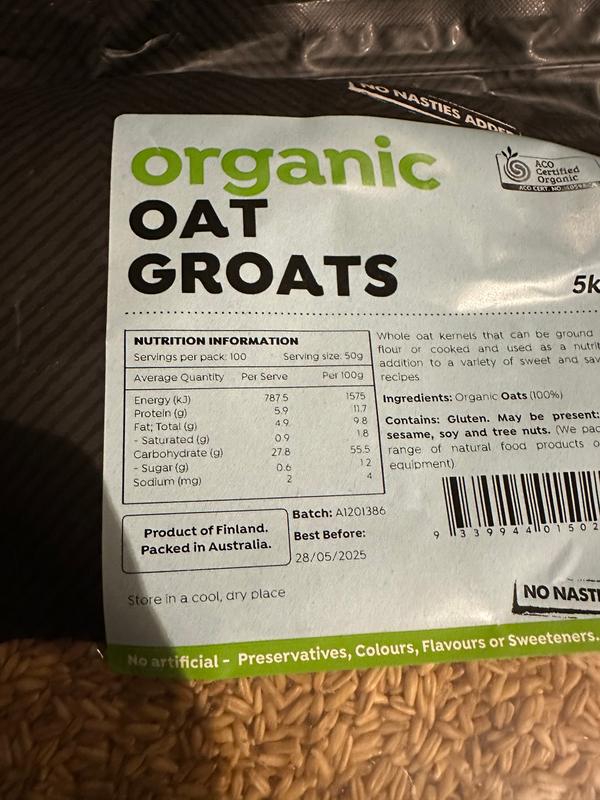 NO NASTIES ADDED
organic
ACO
Certified
Organic
ACO CERT. NO.
OAT
GROATS
5k
NUTRITION INFORMATION
Servings per pack: 100 Serving size: 50g
Average Quantity Per Serve Per 100g
Energy (kJ) 787.5 1575
Protein (g) 5.9 11.7
Fat; Total (g) 4.9 9.8
- Saturated (g) 0.9 1.8
Carbohydrate (g) 27.8 55.5
- Sugar (g) 0.6 1.2
Sodium (mg) 2 4
Whole oat kernels that can be ground
flour or cooked and used as a nutrit
addition to a variety of sweet and sav
recipes
Ingredients: Organic Oats (100%)
Contains: Gluten. May be present:
sesame, soy and tree nuts. (We pac
range of natural food products o
equipment)
Product of Finland.
Packed in Australia.
Batch: A1201386
Best Before:
28/05/2025
9 339944 01502
Store in a cool, dry place
NO NASTI
No artificial - Preservatives, Colours, Flavours or Sweeteners.